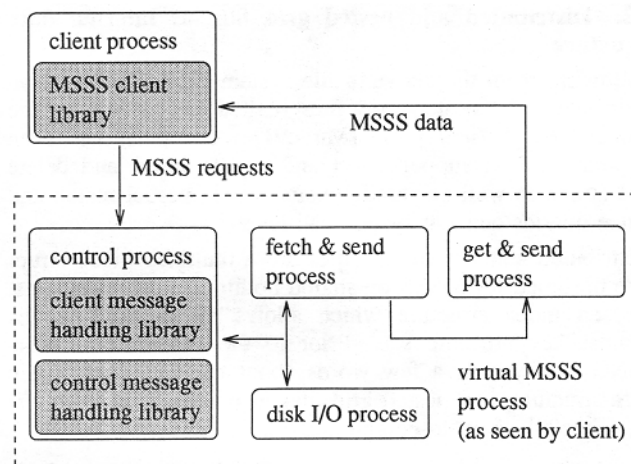 client process
MSSS client
library
MSSS data
MSSS requests
control process
client message
handling library
control message
handling library
fetch & send
process
get & send
process
disk I/O process
virtual MSSS
process
(as seen by client)